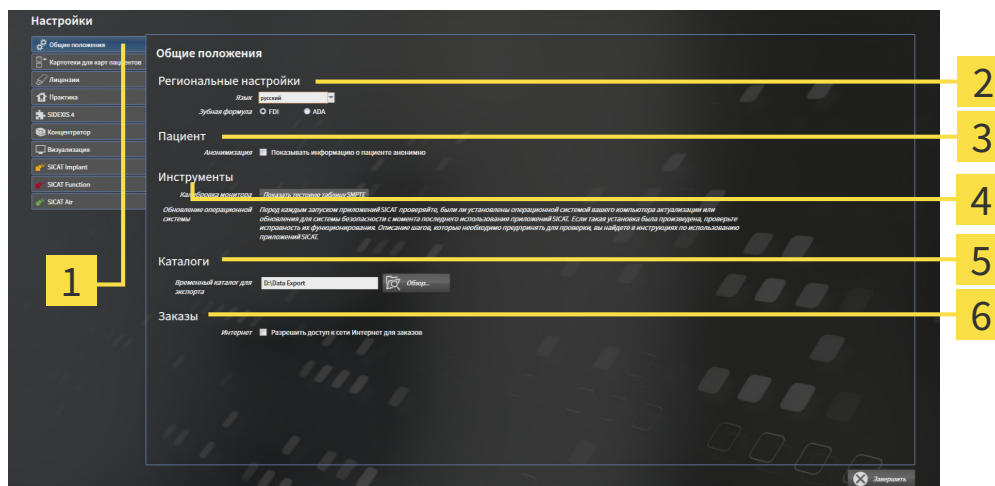 Настройки
Общие положения
Картотеки для карт пациентов
Лицензии
Практика
SIDEXIS 4
Концентратор
Визуализация
SICAT Implant
SICAT Function
SICAT Air
1
Общие положения
Региональные настройки
2
Язык русский
Зубная формула FDI ADA
Пациент
3
Анонимизация Показывать информацию о пациенте анонимно
Инструменты
4
Калибровка монитора Показать тестовую таблицу SMPTE
Обновление операционной системы
Перед каждым запуском приложений SICAT проверяйте, были ли установлены операционной системой вашего компьютера актуализации или
обновления для системы безопасности с момента последнего использования приложений SICAT. Если такая установка была произведена, проверьте
исправность их функционирования. Описание шагов, которые необходимо предпринять для проверки, вы найдете в инструкциях по использованию
приложений SICAT.
Каталоги
5
Временный каталог для экспорта D:\Data Export Обзор...
Заказы
6
Интернет Разрешить доступ к сети Интернет для заказов
Завершить